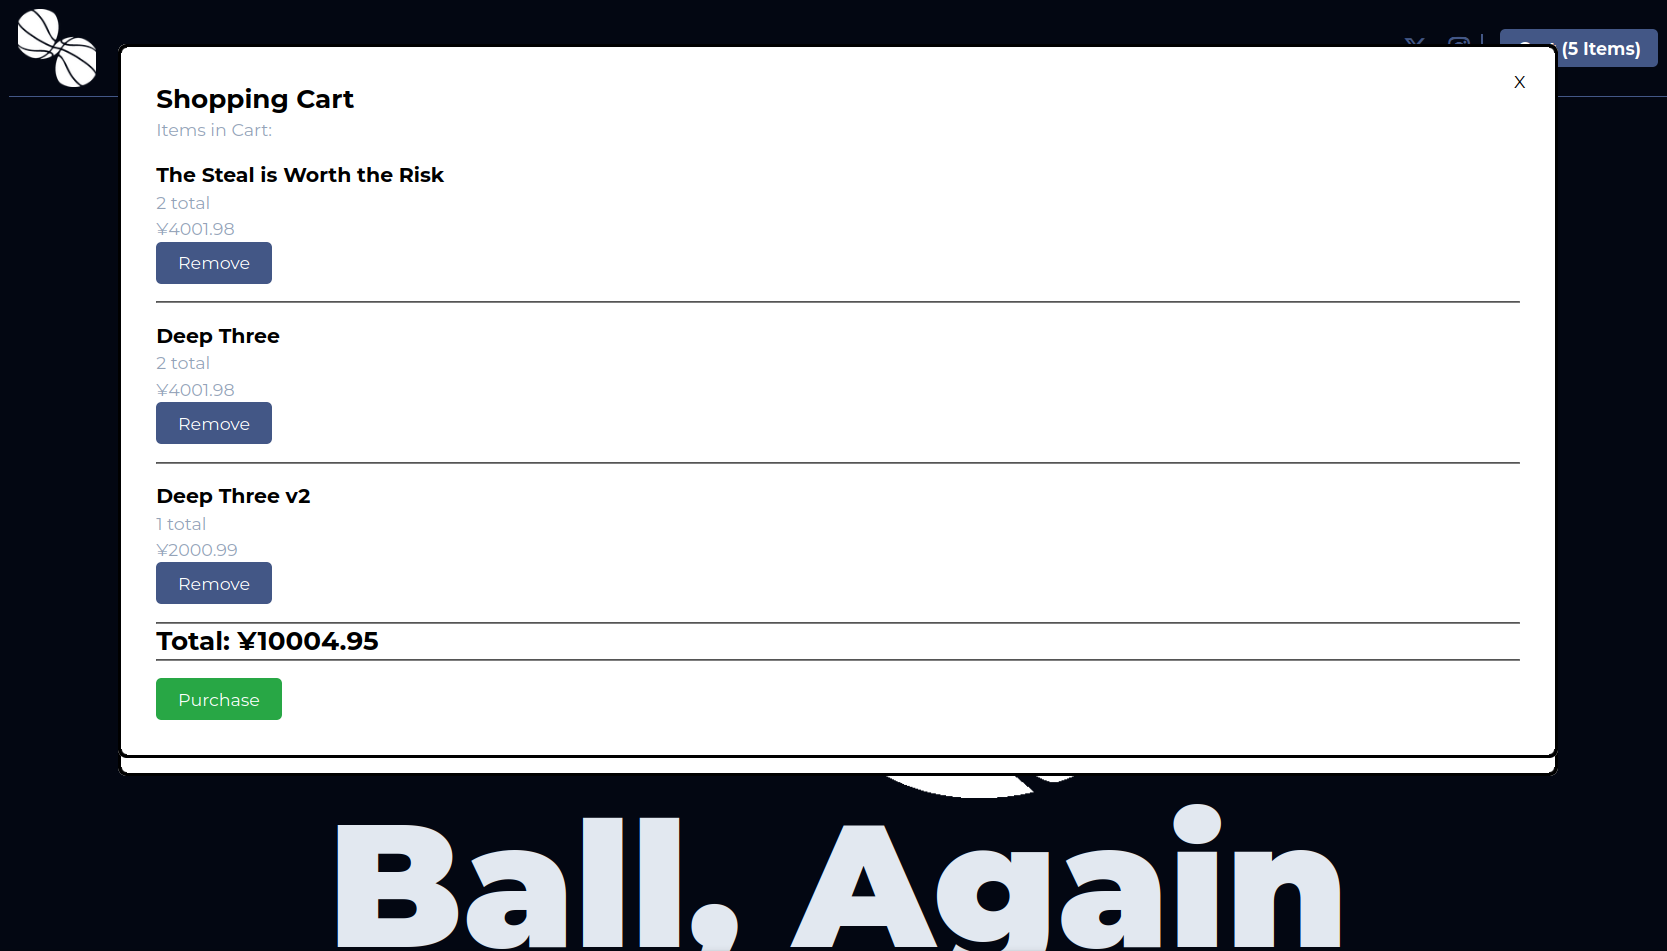 (5 Items)
X
Shopping Cart
Items in Cart:
The Steal is Worth the Risk
2 total
¥4001.98
Remove
Deep Three
2 total
¥4001.98
Remove
Deep Three v2
1 total
¥2000.99
Remove
Total: ¥10004.95
Purchase
Ball, Again